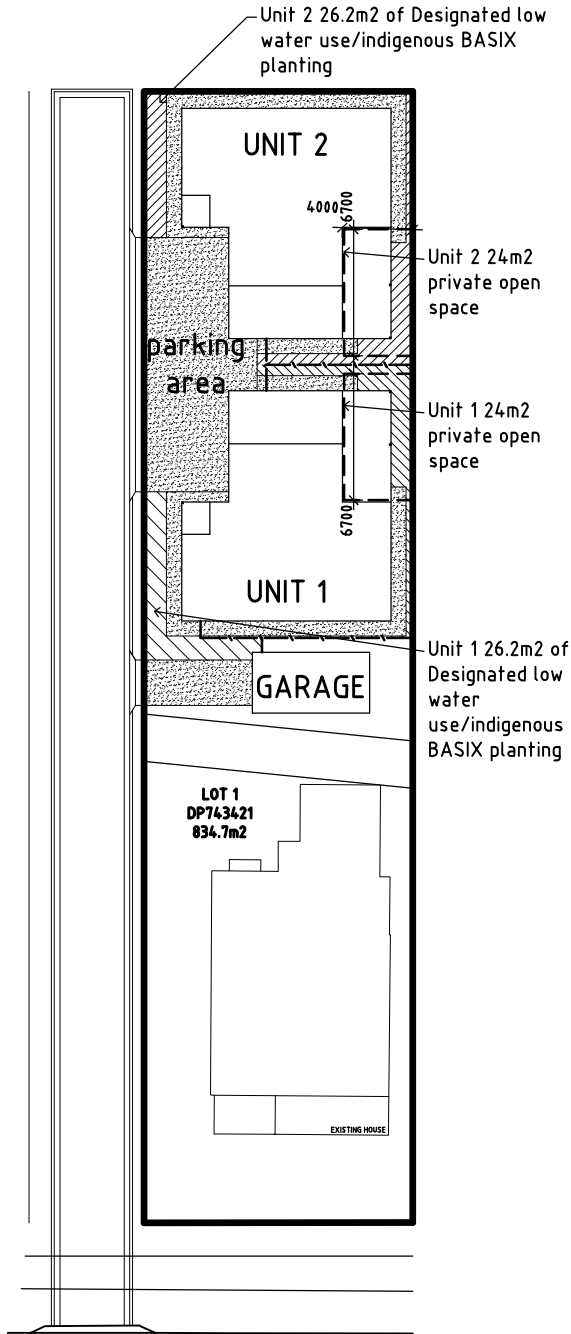 Unit 2 26.2m2 of Designated low
water use/indigenous BASIX
planting
UNIT 2
4000
6700
Unit 2 24m2
private open
space
parking
area
Unit 1 24m2
private open
space
6700
UNIT 1
Unit 1 26.2m2 of
Designated low
water
use/indigenous
BASIX planting
GARAGE
LOT 1
DP743421
834.7m2
EXISTING HOUSE